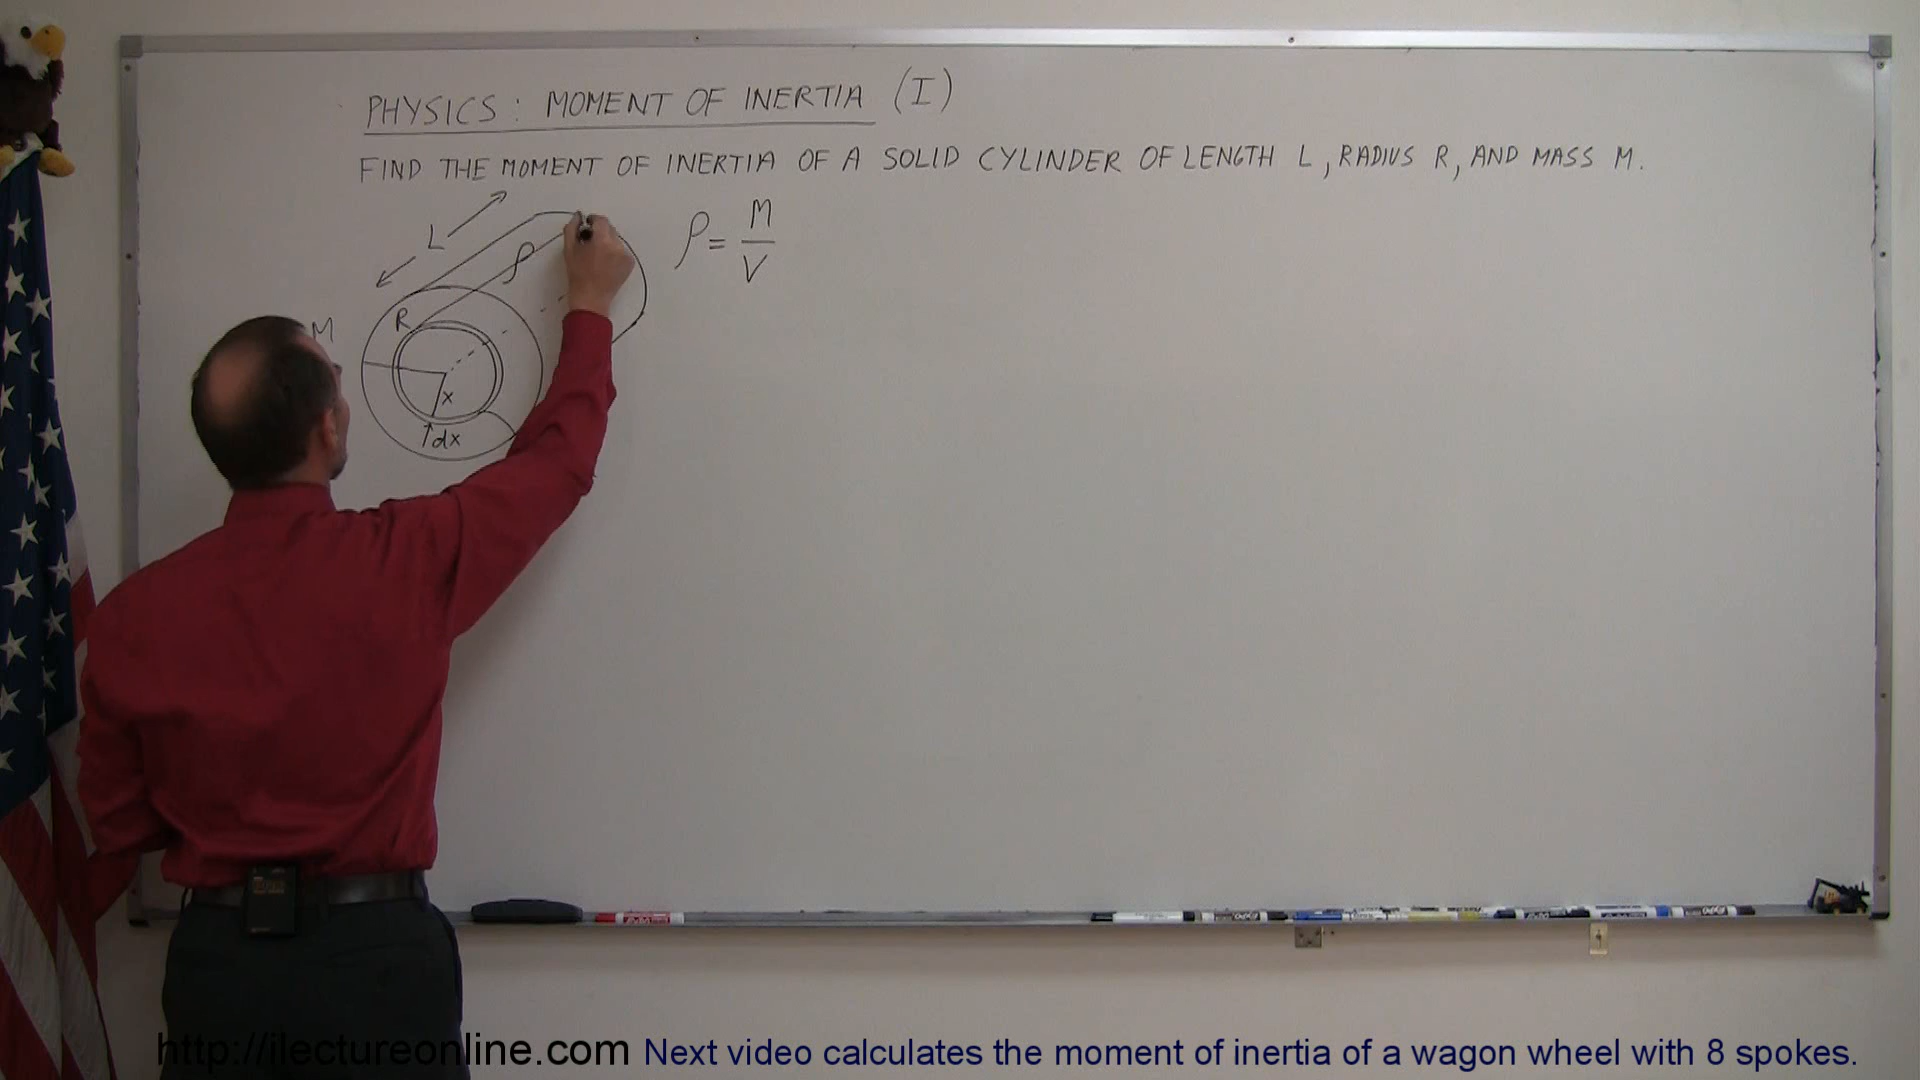 PHYSICS: MOMENT OF INERTIA (I)
FIND THE MOMENT OF INERTIA OF A SOLID CYLINDER OF LENGTH L, RADIUS R, AND MASS M.
L
ρ
ρ = M/V
R
M
x
dx
http://ilectureonline.com Next video calculates the moment of inertia of a wagon wheel with 8 spokes.